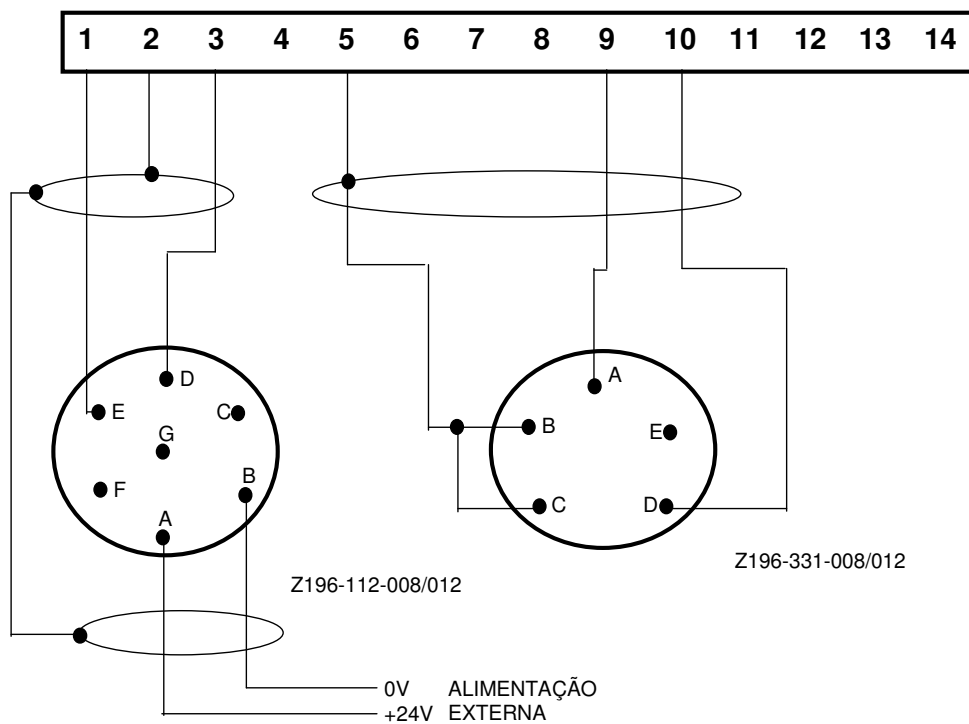 1 2 3 4 5 6 7 8 9 10 11 12 13 14
D
E
C
G
F
B
A
A
B
E
C
D
Z196-112-008/012
Z196-331-008/012
0V ALIMENTAÇÃO
+24V EXTERNA